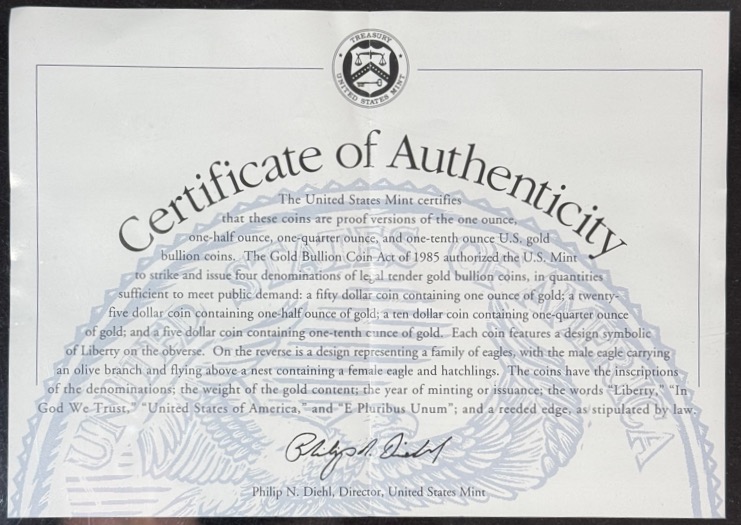 TREASURY
UNITED STATES MINT
Certificate of Authenticity
The United States Mint certifies
that these coins are proof versions of the one ounce,
one-half ounce, one-quarter ounce, and one-tenth ounce U.S. gold
bullion coins. The Gold Bullion Coin Act of 1985 authorized the U.S. Mint
to strike and issue four denominations of legal tender gold bullion coins, in quantities
sufficient to meet public demand: a fifty dollar coin containing one ounce of gold; a twenty-
five dollar coin containing one-half ounce of gold; a ten dollar coin containing one-quarter ounce
of gold; and a five dollar coin containing one-tenth ounce of gold. Each coin features a design symbolic
of Liberty on the obverse. On the reverse is a design representing a family of eagles, with the male eagle carrying
an olive branch and flying above a nest containing a female eagle and hatchlings. The coins have the inscriptions
of the denominations; the weight of the gold content; the year of minting or issuance; the words “Liberty,” “In
God We Trust,” “United States of America,” and “E Pluribus Unum”; and a reeded edge, as stipulated by law.
UNITED STATES OF AMERICA
Philip N. Diehl
Philip N. Diehl, Director, United States Mint